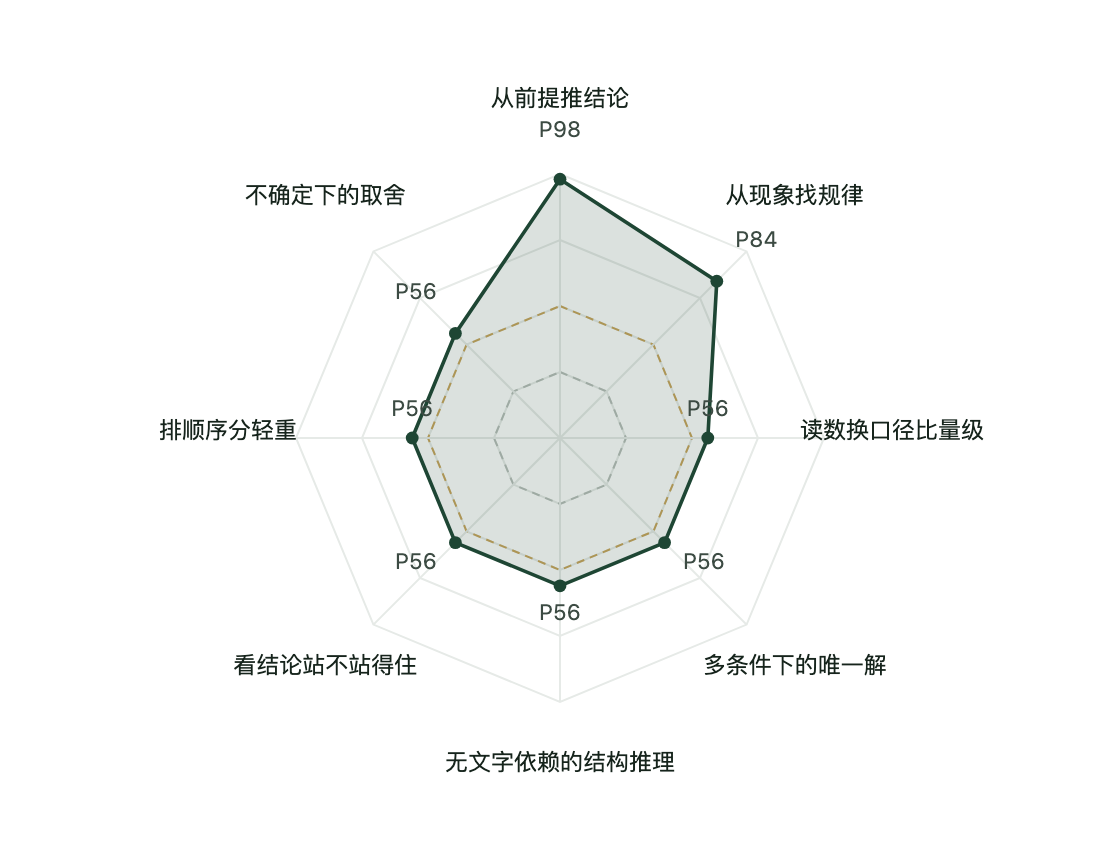 从前提推结论
P98
不确定下的取舍
从现象找规律
P84
P56
P56
P56
排顺序分轻重
读数换口径比量级
P56
P56
P56
看结论站不站得住
多条件下的唯一解
无文字依赖的结构推理